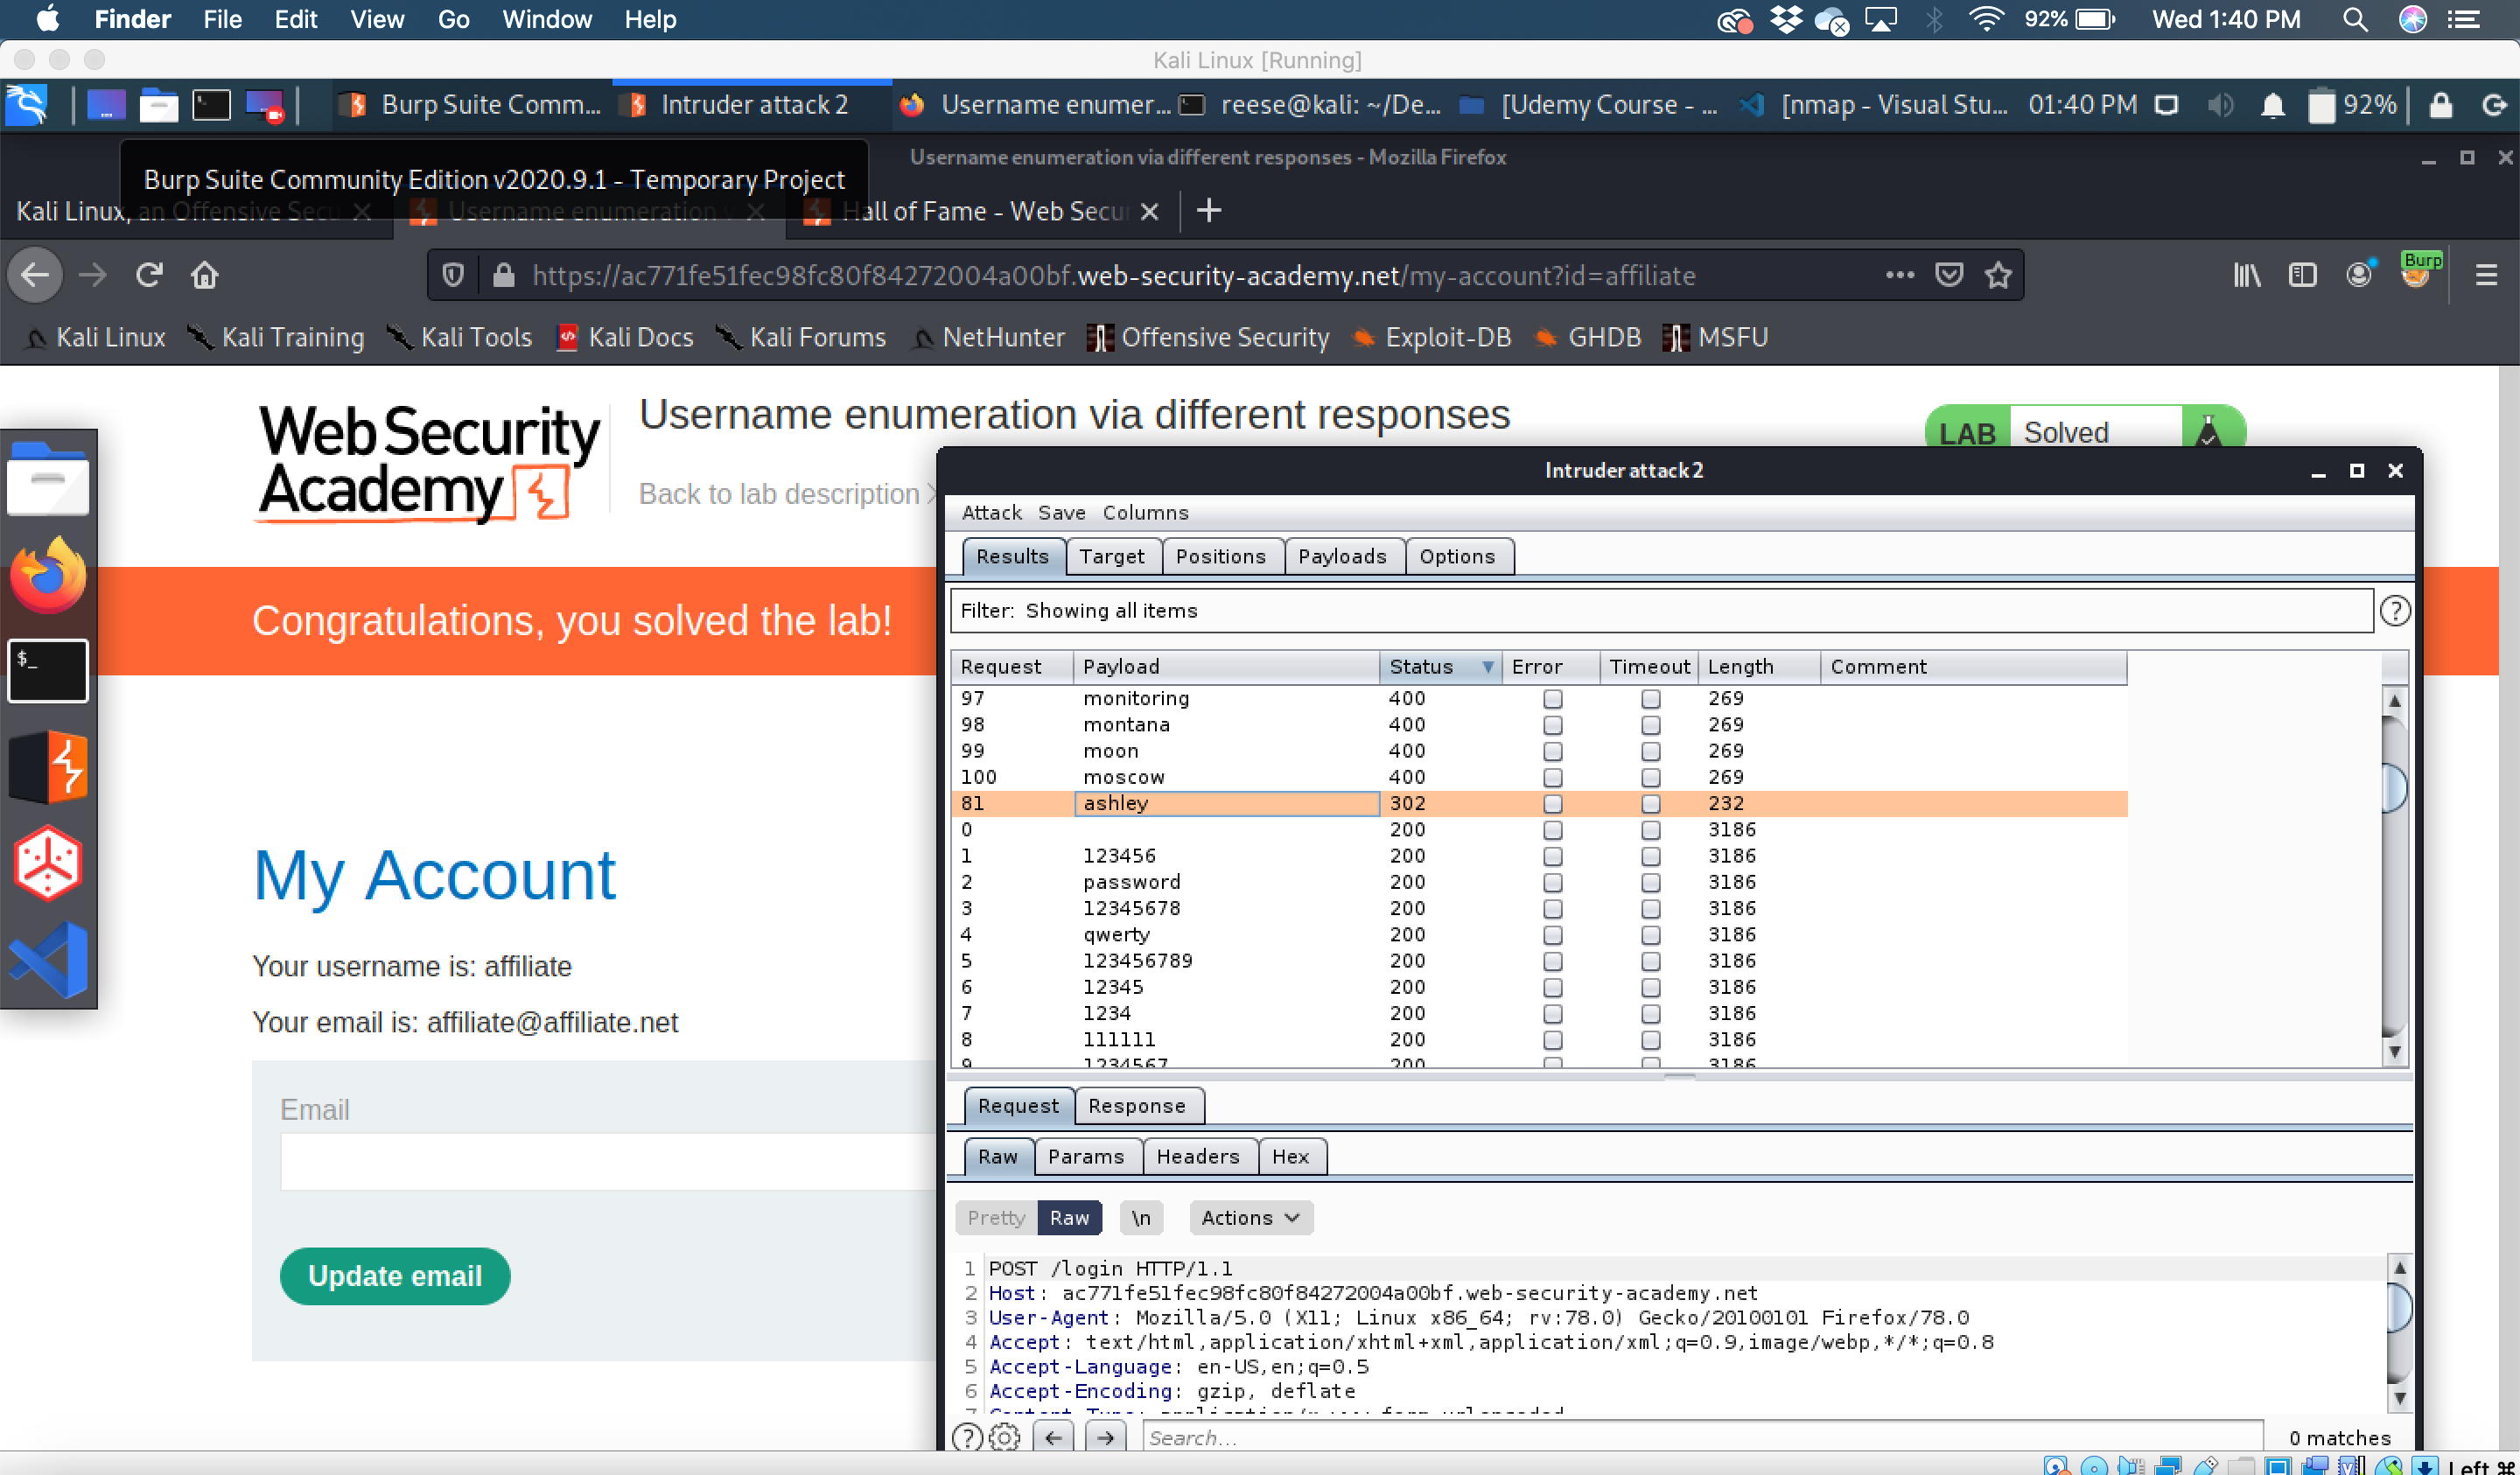 Finder File Edit View Go Window Help 92% Wed 1:40 PM
Kali Linux [Running]
Burp Suite Comm... Intruder attack 2 Username enumer... reese@kali: ~/De... [Udemy Course - ... [nmap - Visual Stu... 01:40 PM 92%
Username enumeration via different responses - Mozilla Firefox
Burp Suite Community Edition v2020.9.1 - Temporary Project
Kali Linux, an Offensive Secu Username enumeration v Hall of Fame - Web Secur
https://ac771fe51fec98fc80f84272004a00bf.web-security-academy.net/my-account?id=affiliate
Burp
Kali Linux Kali Training Kali Tools Kali Docs Kali Forums NetHunter Offensive Security Exploit-DB GHDB MSFU
Web Security
Academy
Username enumeration via different responses
LAB Solved
Back to lab description
Congratulations, you solved the lab!
My Account
Your username is: affiliate
Your email is: affiliate@affiliate.net
Email
Update email
$_
Intruder attack 2
Attack Save Columns
Results Target Positions Payloads Options
Filter: Showing all items
?
Request Payload Status Error Timeout Length Comment
97 monitoring 400 269
98 montana 400 269
99 moon 400 269
100 moscow 400 269
81 ashley 302 232
0 200 3186
1 123456 200 3186
2 password 200 3186
3 12345678 200 3186
4 qwerty 200 3186
5 123456789 200 3186
6 12345 200 3186
7 1234 200 3186
8 111111 200 3186
9 1234567 200 3186
Request Response
Raw Params Headers Hex
Pretty Raw \n Actions
1 POST /login HTTP/1.1
2 Host: ac771fe51fec98fc80f84272004a00bf.web-security-academy.net
3 User-Agent: Mozilla/5.0 (X11; Linux x86_64; rv:78.0) Gecko/20100101 Firefox/78.0
4 Accept: text/html,application/xhtml+xml,application/xml;q=0.9,image/webp,*/*;q=0.8
5 Accept-Language: en-US,en;q=0.5
6 Accept-Encoding: gzip, deflate
? Search... 0 matches
Left ⌘